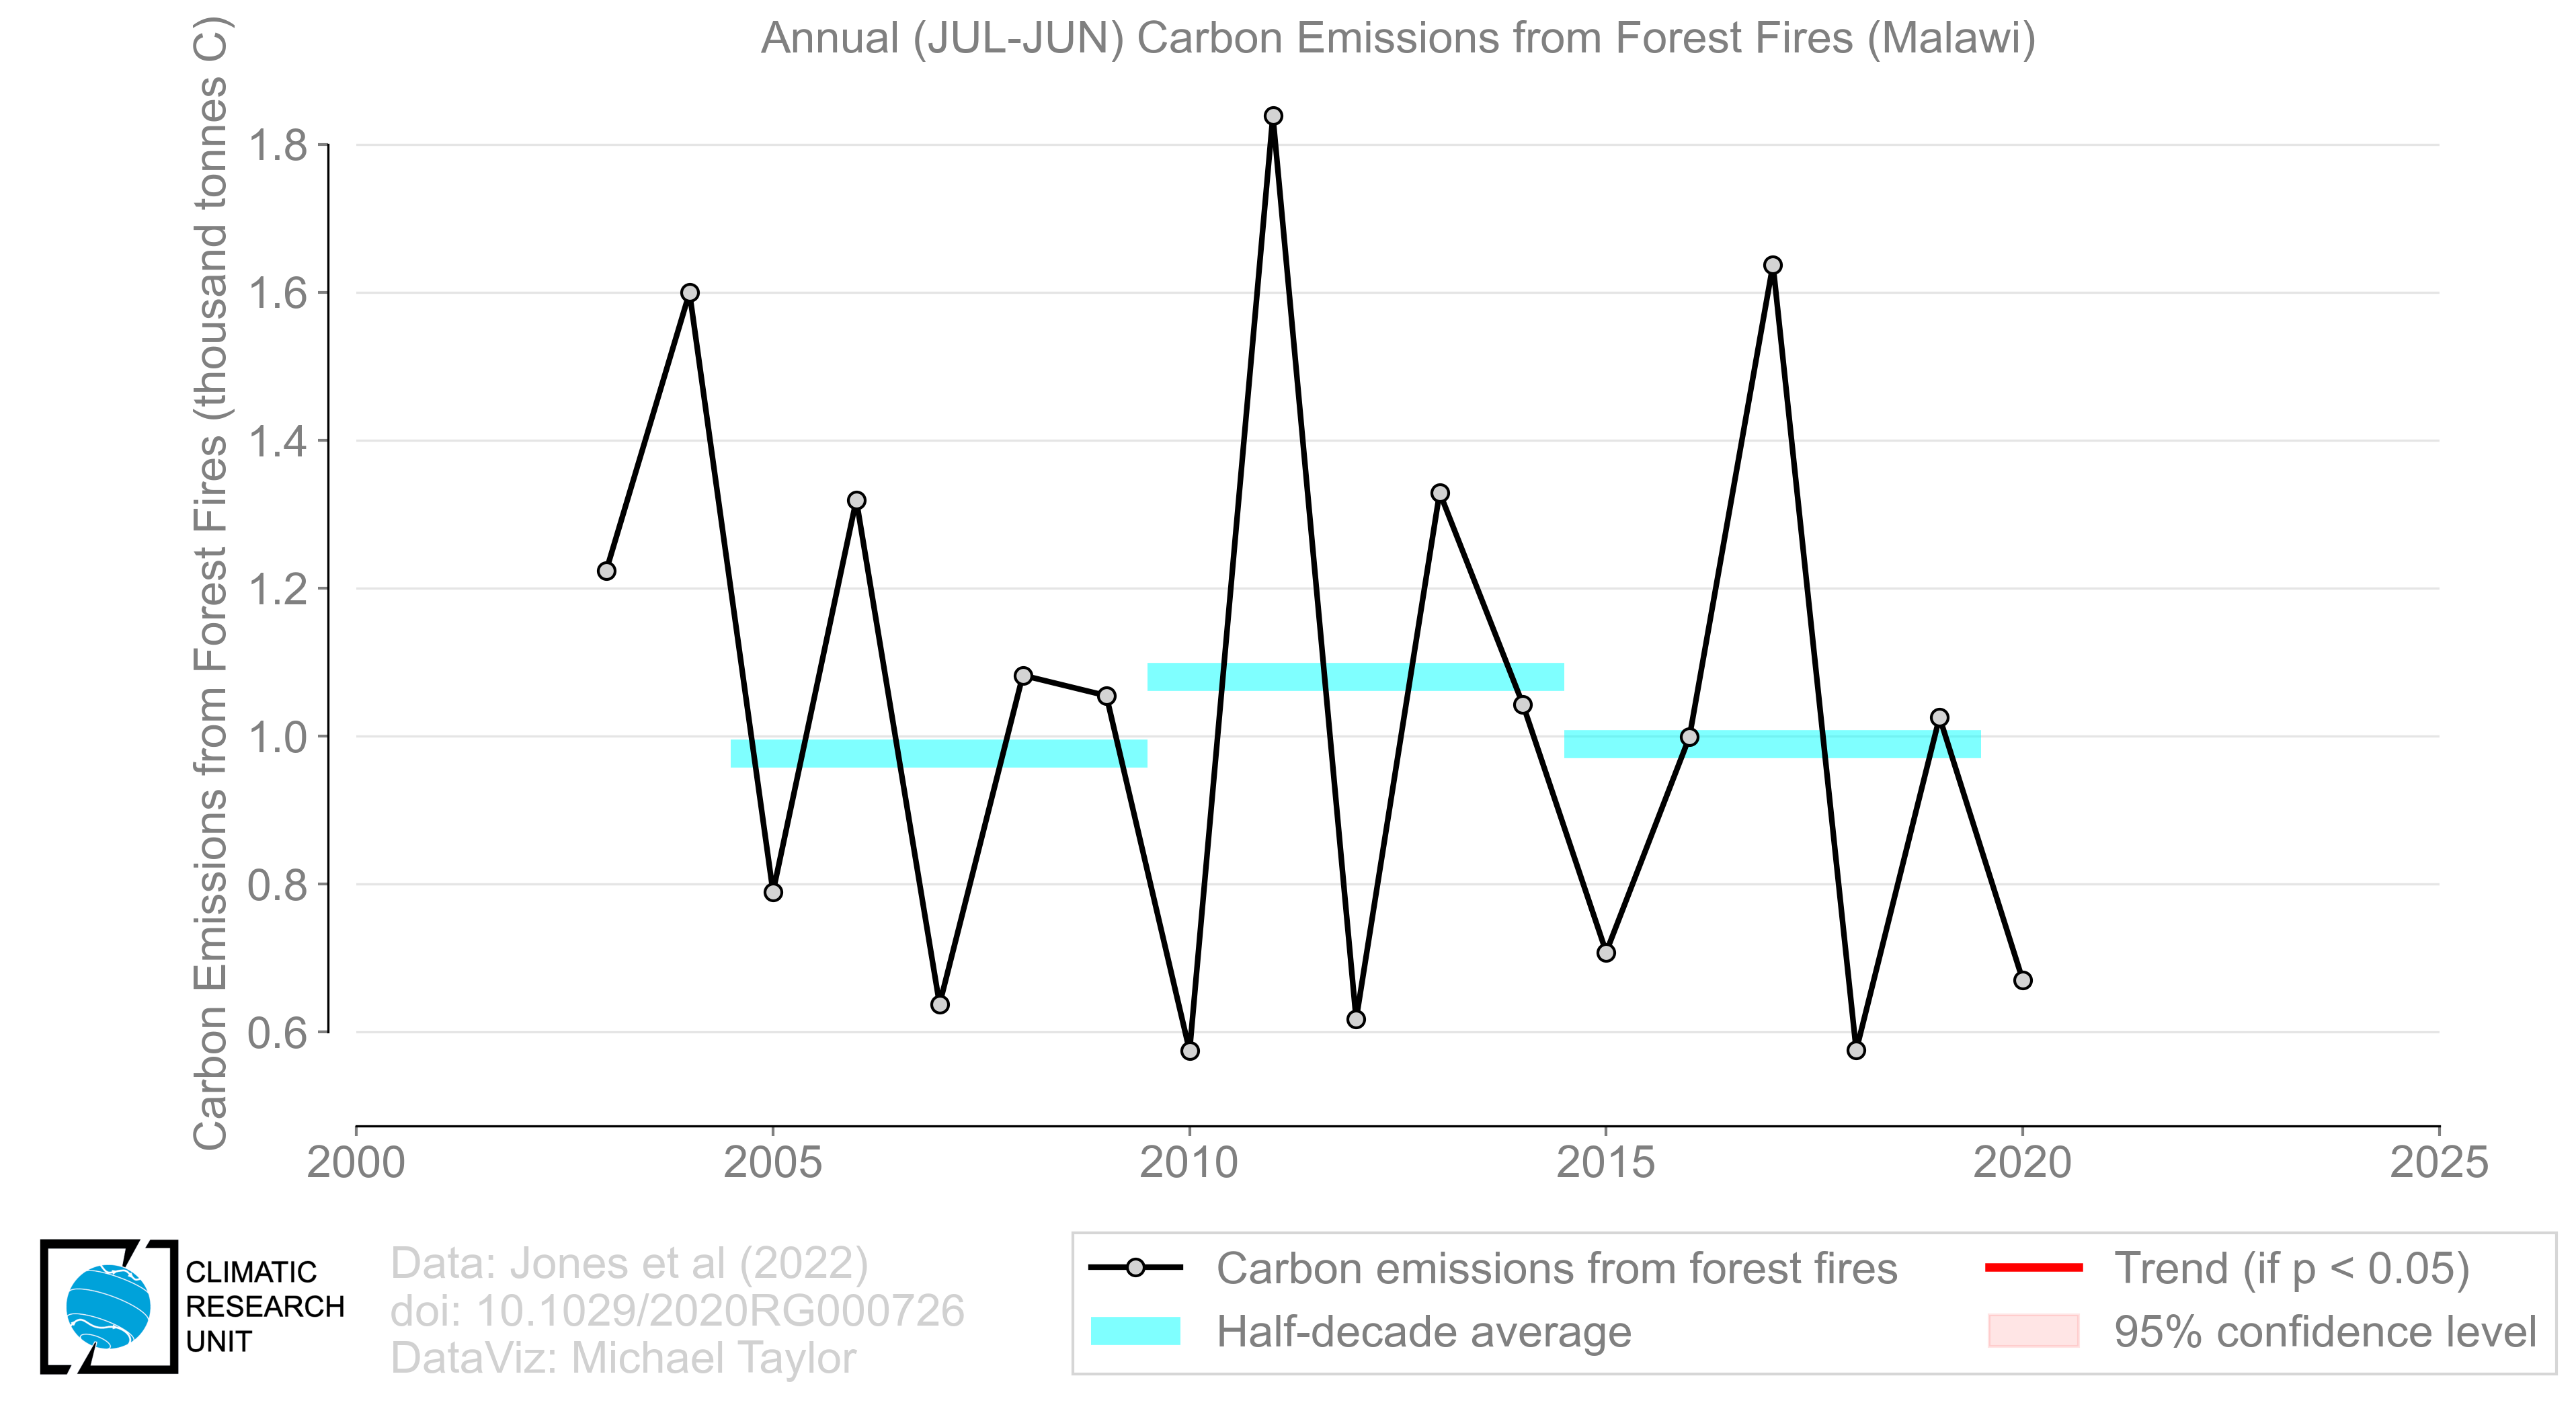 Annual (JUL-JUN) Carbon Emissions from Forest Fires (Malawi)
Carbon Emissions from Forest Fires (thousand tonnes C)
1.8
1.6
1.4
1.2
1.0
0.8
0.6
2000
2005
2010
2015
2020
2025
CLIMATIC
RESEARCH
UNIT
Data: Jones et al (2022)
doi: 10.1029/2020RG000726
DataViz: Michael Taylor
Carbon emissions from forest fires
Half-decade average
Trend (if p < 0.05)
95% confidence level